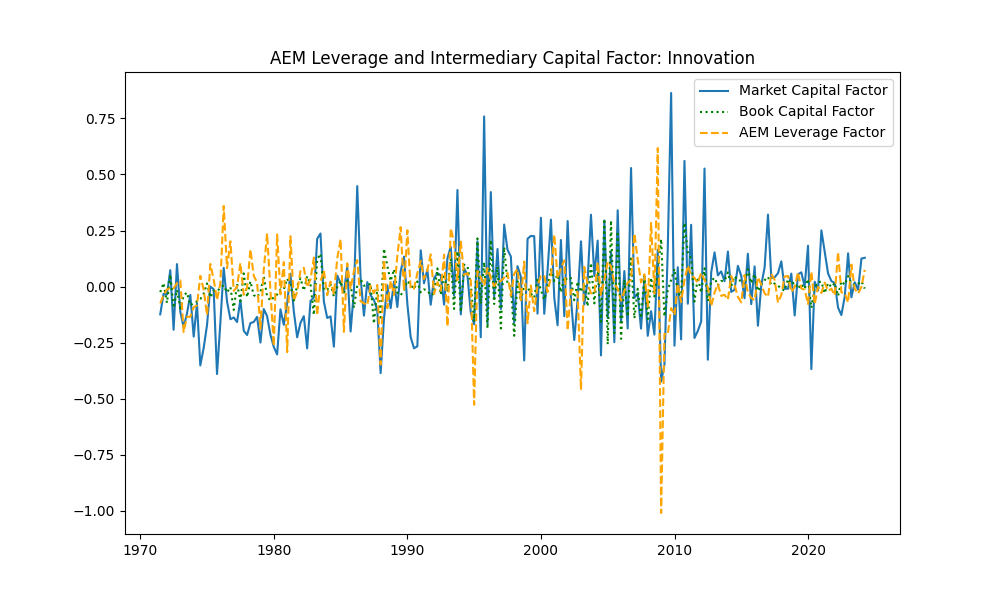 AEM Leverage and Intermediary Capital Factor: Innovation
Market Capital Factor
Book Capital Factor
AEM Leverage Factor
0.75
0.50
0.25
0.00
−0.25
−0.50
−0.75
−1.00
1970 1980 1990 2000 2010 2020